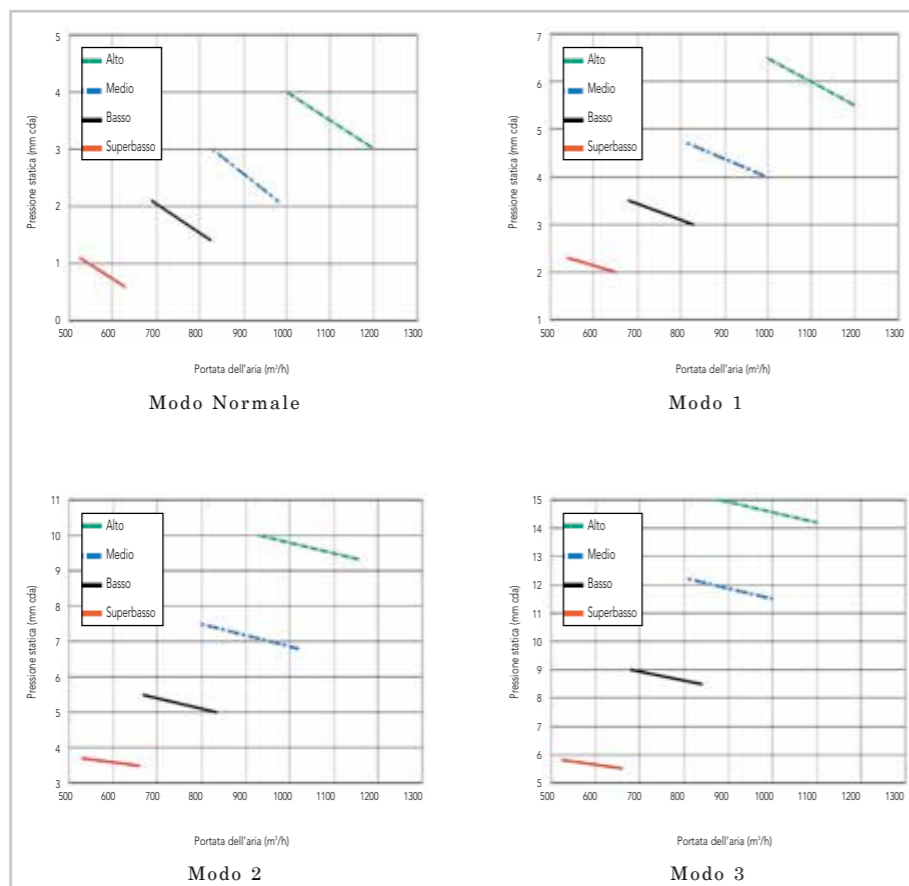 5
4
3
2
1
0
Pressione statica (mm cda)
Alto
Medio
Basso
Superbasso
500 600 700 800 900 1000 1100 1200 1300
Portata dell'aria (m³/h)
Modo Normale
7
6
5
4
3
2
1
Pressione statica (mm cda)
Alto
Medio
Basso
Superbasso
500 600 700 800 900 1000 1100 1200 1300
Portata dell'aria (m³/h)
Modo 1
11
10
9
8
7
6
5
4
3
Pressione statica (mm cda)
Alto
Medio
Basso
Superbasso
500 600 700 800 900 1000 1100 1200 1300
Portata dell'aria (m³/h)
Modo 2
15
14
13
12
11
10
9
8
7
6
5
Pressione statica (mm cda)
Alto
Medio
Basso
Superbasso
500 600 700 800 900 1000 1100 1200 1300
Portata dell'aria (m³/h)
Modo 3